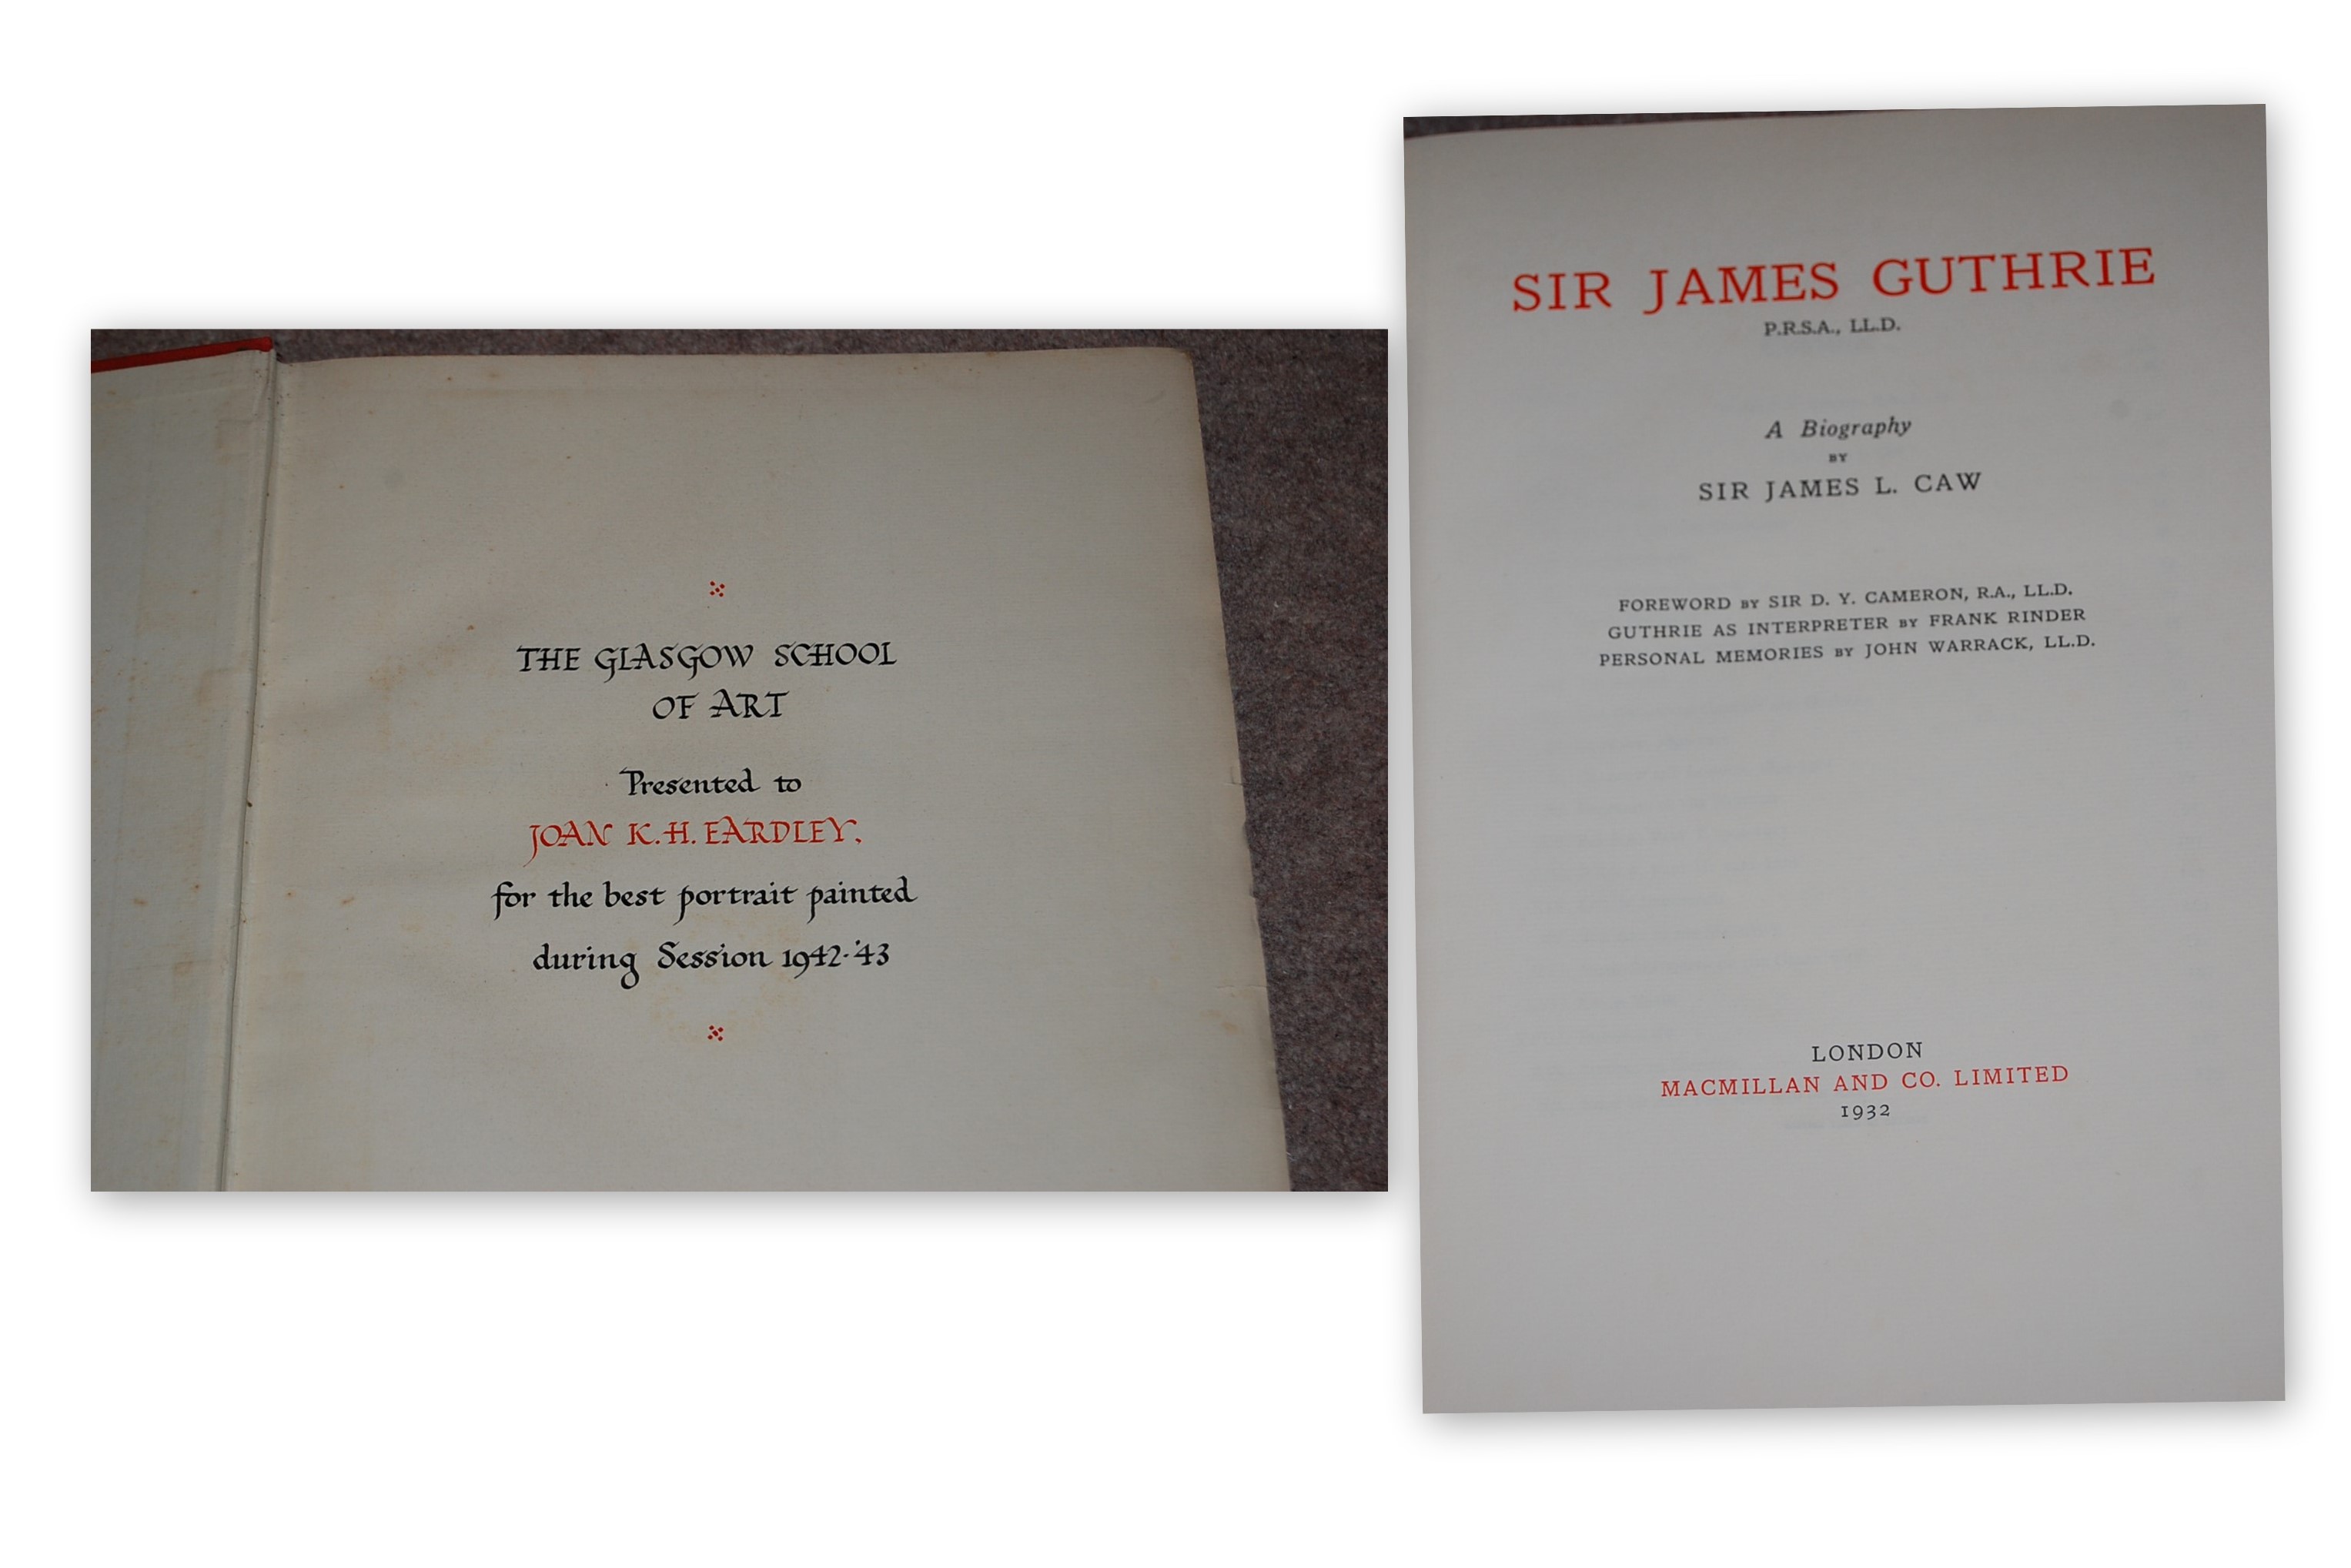 THE GLASGOW SCHOOL
OF ART
Presented to
JOAN K.H. EARDLEY.
for the best portrait painted
during Session 1942-'43
SIR JAMES GUTHRIE
P.R.S.A., LL.D.
A Biography
BY
SIR JAMES L. CAW
FOREWORD BY SIR D. Y. CAMERON, R.A., LL.D.
GUTHRIE AS INTERPRETER BY FRANK RINDER
PERSONAL MEMORIES BY JOHN WARRACK, LL.D.
LONDON
MACMILLAN AND CO. LIMITED
1932